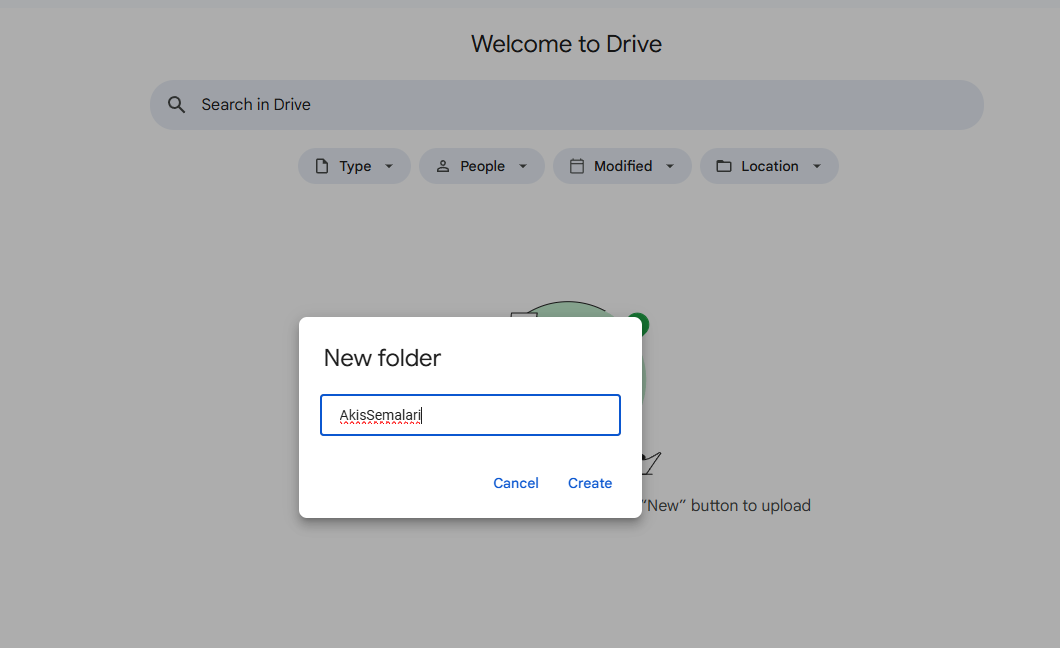 Welcome to Drive
Search in Drive
Type People Modified Location
New folder
AkisSemalari
Cancel Create
"New" button to upload